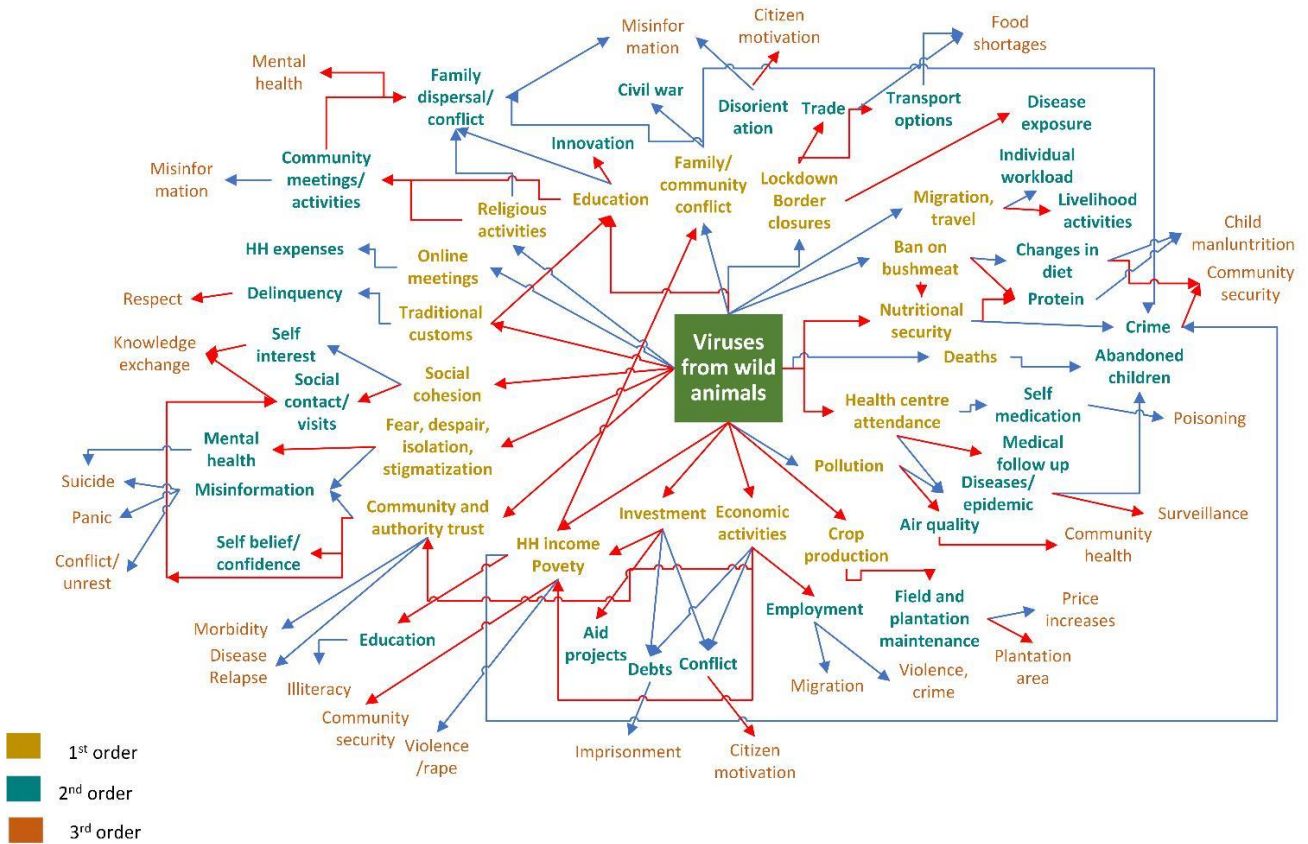 Citizen
motivation
Misinfor
mation
Food
shortages
Mental
health
Family
dispersal/
conflict
Civil war
Disorient
ation
Trade
Transport
options
Disease
exposure
Innovation
Individual
workload
Misinfor
mation
Community
meetings/
activities
Education
Family/
community
conflict
Lockdown
Border
closures
Migration,
travel
Livelihood
activities
Religious
activities
Child
manluntrition
HH expenses
Online
meetings
Ban on
bushmeat
Changes in
diet
Community
security
Respect
Delinquency
Traditional
customs
Nutritional
security
Protein
Crime
Knowledge
exchange
Self
interest
Viruses
from wild
animals
Deaths
Abandoned
children
Social
contact/
visits
Social
cohesion
Health centre
attendance
Self
medication
Poisoning
Mental
health
Fear, despair,
isolation,
stigmatization
Medical
follow up
Pollution
Suicide
Misinformation
Diseases/
epidemic
Panic
Community and
authority trust
Investment
Economic
activities
Air quality
Surveillance
Conflict/
unrest
Self belief/
confidence
HH income
Povety
Crop
production
Community
health
Morbidity
Education
Aid
projects
Employment
Field and
plantation
maintenance
Price
increases
Disease
Relapse
Debts
Conflict
Plantation
area
Illiteracy
Migration
Violence,
crime
Community
security
Violence
/rape
Imprisonment
Citizen
motivation
1st order
2nd order
3rd order